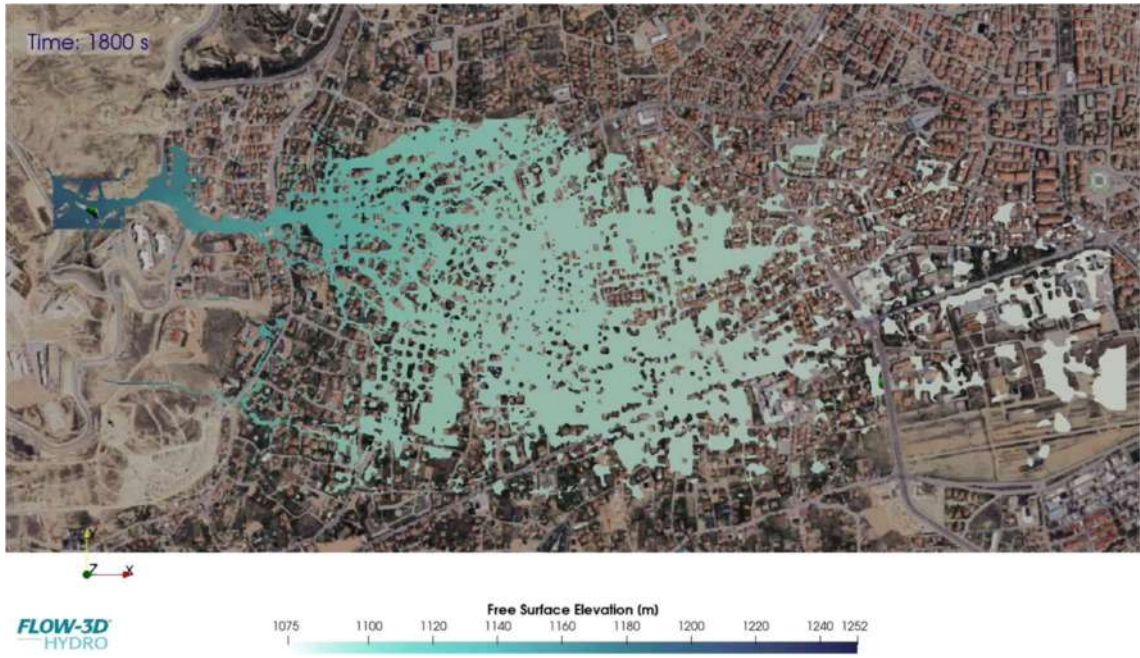 Time: 1800 s
Y
Z X
FLOW-3D
HYDRO
Free Surface Elevation (m)
1075 1100 1120 1140 1160 1180 1200 1220 1240 1252